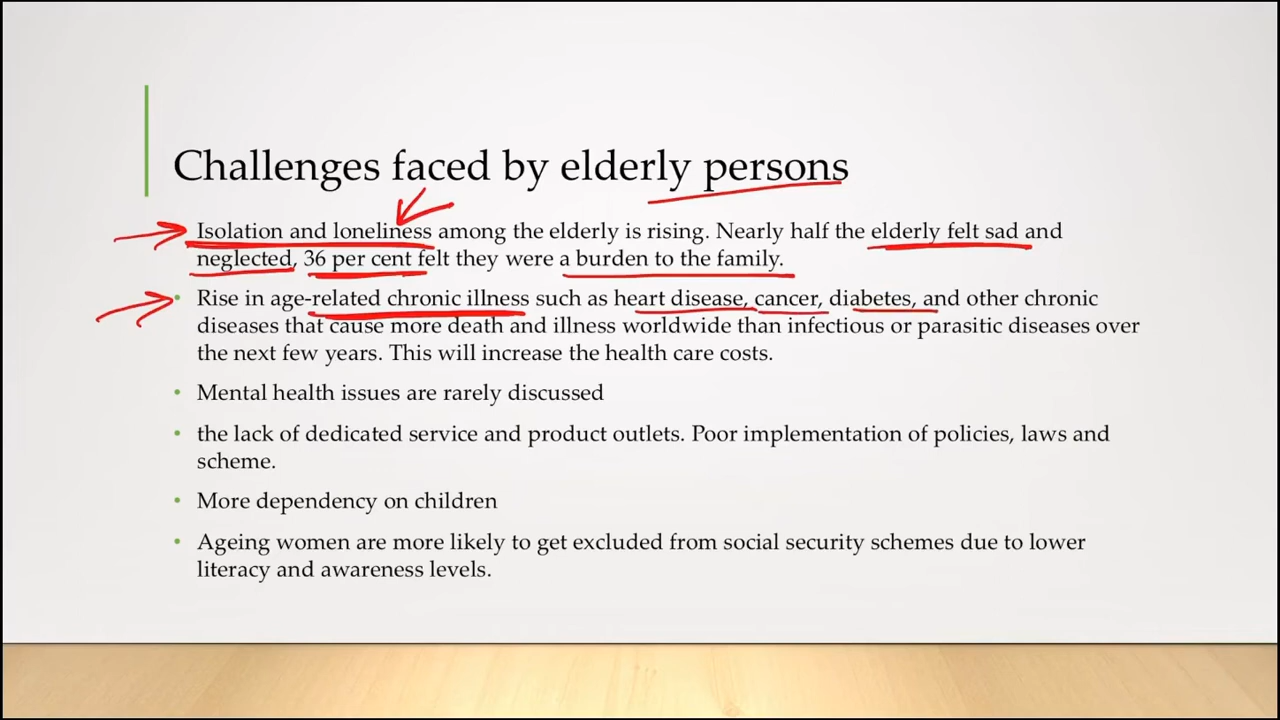 Challenges faced by elderly persons
Isolation and loneliness among the elderly is rising. Nearly half the elderly felt sad and
neglected, 36 per cent felt they were a burden to the family.
• Rise in age-related chronic illness such as heart disease, cancer, diabetes, and other chronic
diseases that cause more death and illness worldwide than infectious or parasitic diseases over
the next few years. This will increase the health care costs.
• Mental health issues are rarely discussed
• the lack of dedicated service and product outlets. Poor implementation of policies, laws and
scheme.
• More dependency on children
• Ageing women are more likely to get excluded from social security schemes due to lower
literacy and awareness levels.